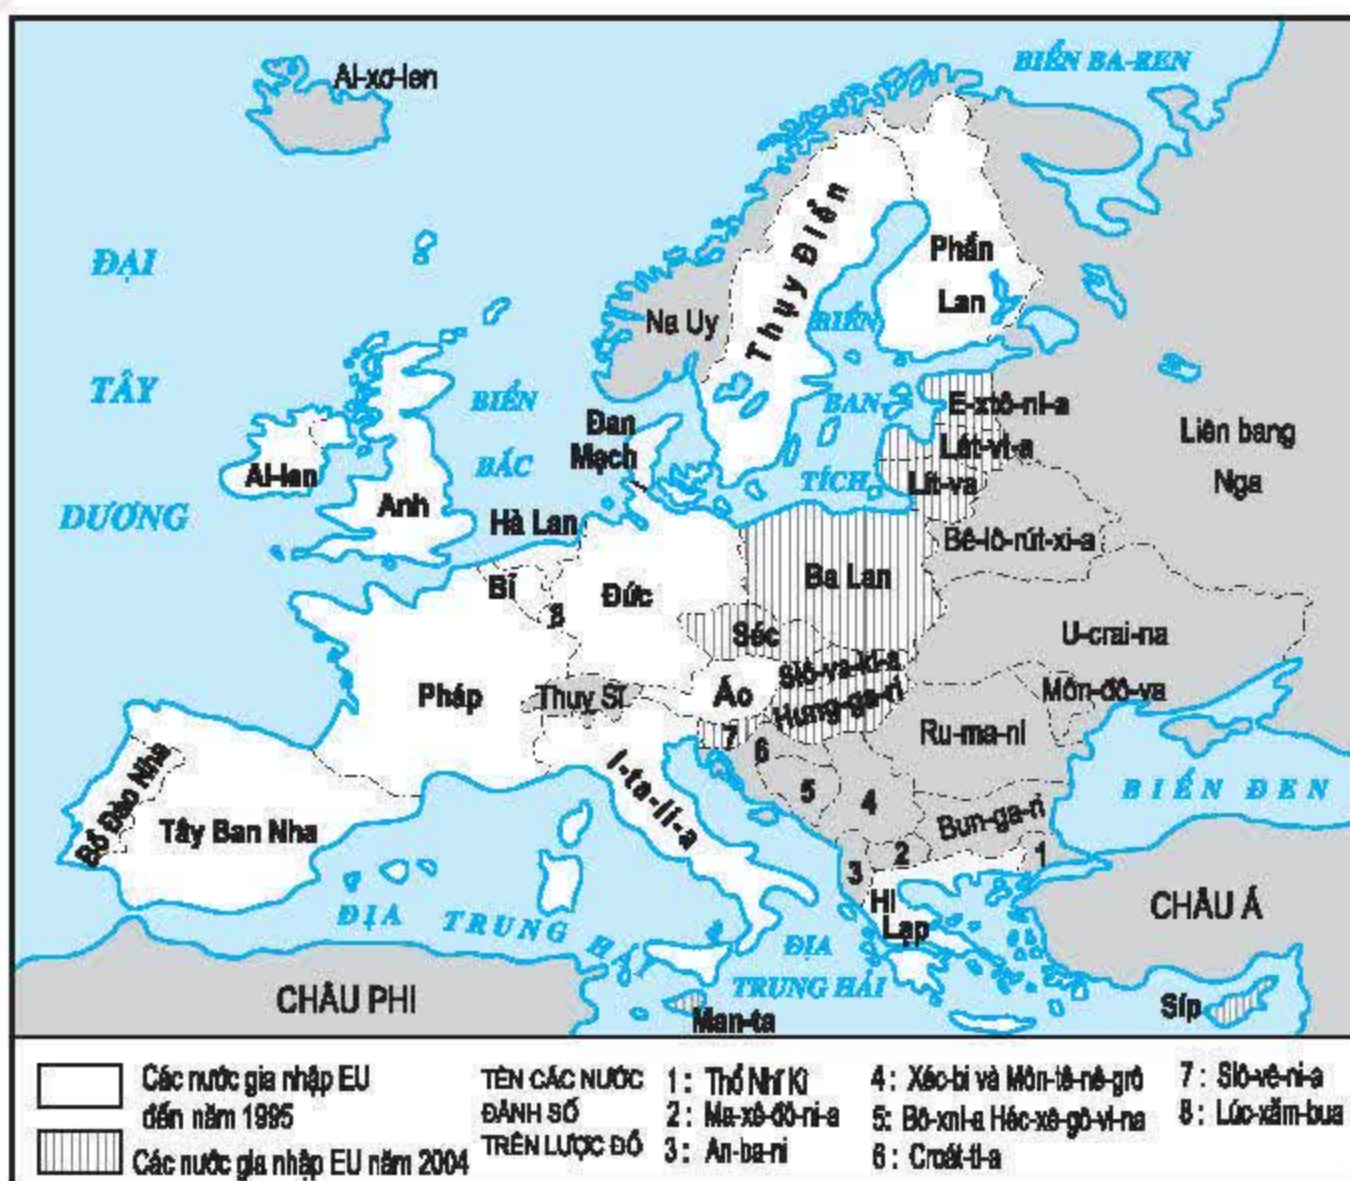 Ai-xơ-len
BIỂN BA-REN
ĐẠI
TÂY
DƯƠNG
Thụy Điển
Phần
Lan
Na Uy
BIỂN
BAN
TÍCH
BIỂN
BẮC
Đan
Mạch
E-xtô-ni-a
Lát-vi-a
Lít-va
Liên bang
Nga
Ai-len
Anh
Hà Lan
Bê-lô-rút-xi-a
Bỉ
8
Đức
Ba Lan
Séc
U-crai-na
Slô-va-ki-a
Hung-ga-ri
Môn-đô-va
Pháp
Thuỵ Sĩ
Áo
Ru-ma-ni
7
6
5
4
I-ta-li-a
Bồ Đào Nha
Tây Ban Nha
Bun-ga-ri
BIỂN ĐEN
1
2
3
Hi
Lạp
CHÂU Á
ĐỊA TRUNG HẢI
ĐỊA
TRUNG HẢI
CHÂU PHI
Man-ta
Síp
Các nước gia nhập EU
đến năm 1995
Các nước gia nhập EU năm 2004
TÊN CÁC NƯỚC
ĐÁNH SỐ
TRÊN LƯỢC ĐỒ
1 : Thổ Nhĩ Kì
2 : Ma-xê-đô-ni-a
3 : An-ba-ni
4 : Xéc-bi và Môn-tê-nê-grô
5: Bô-xni-a Héc-xê-gô-vi-na
6 : Croát-ti-a
7 : Slô-vê-ni-a
8 : Lúc-xăm-bua